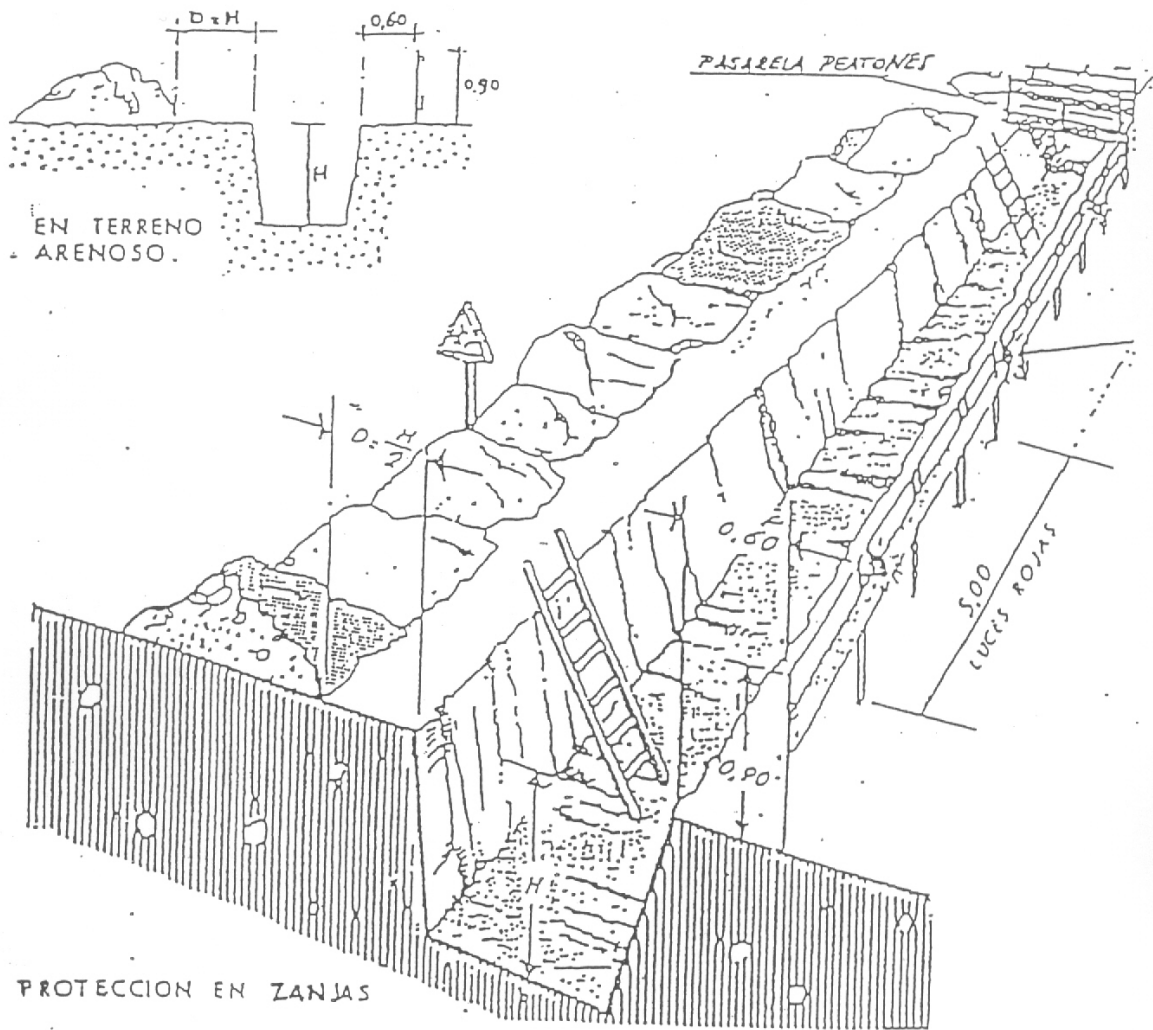 D=H
0,60
0,90
H
EN TERRENO
ARENOSO.
PASARELA PEATONES
D=H/2
0,60
5,00
LUCES ROJAS
0,90
H
PROTECCION EN ZANJAS